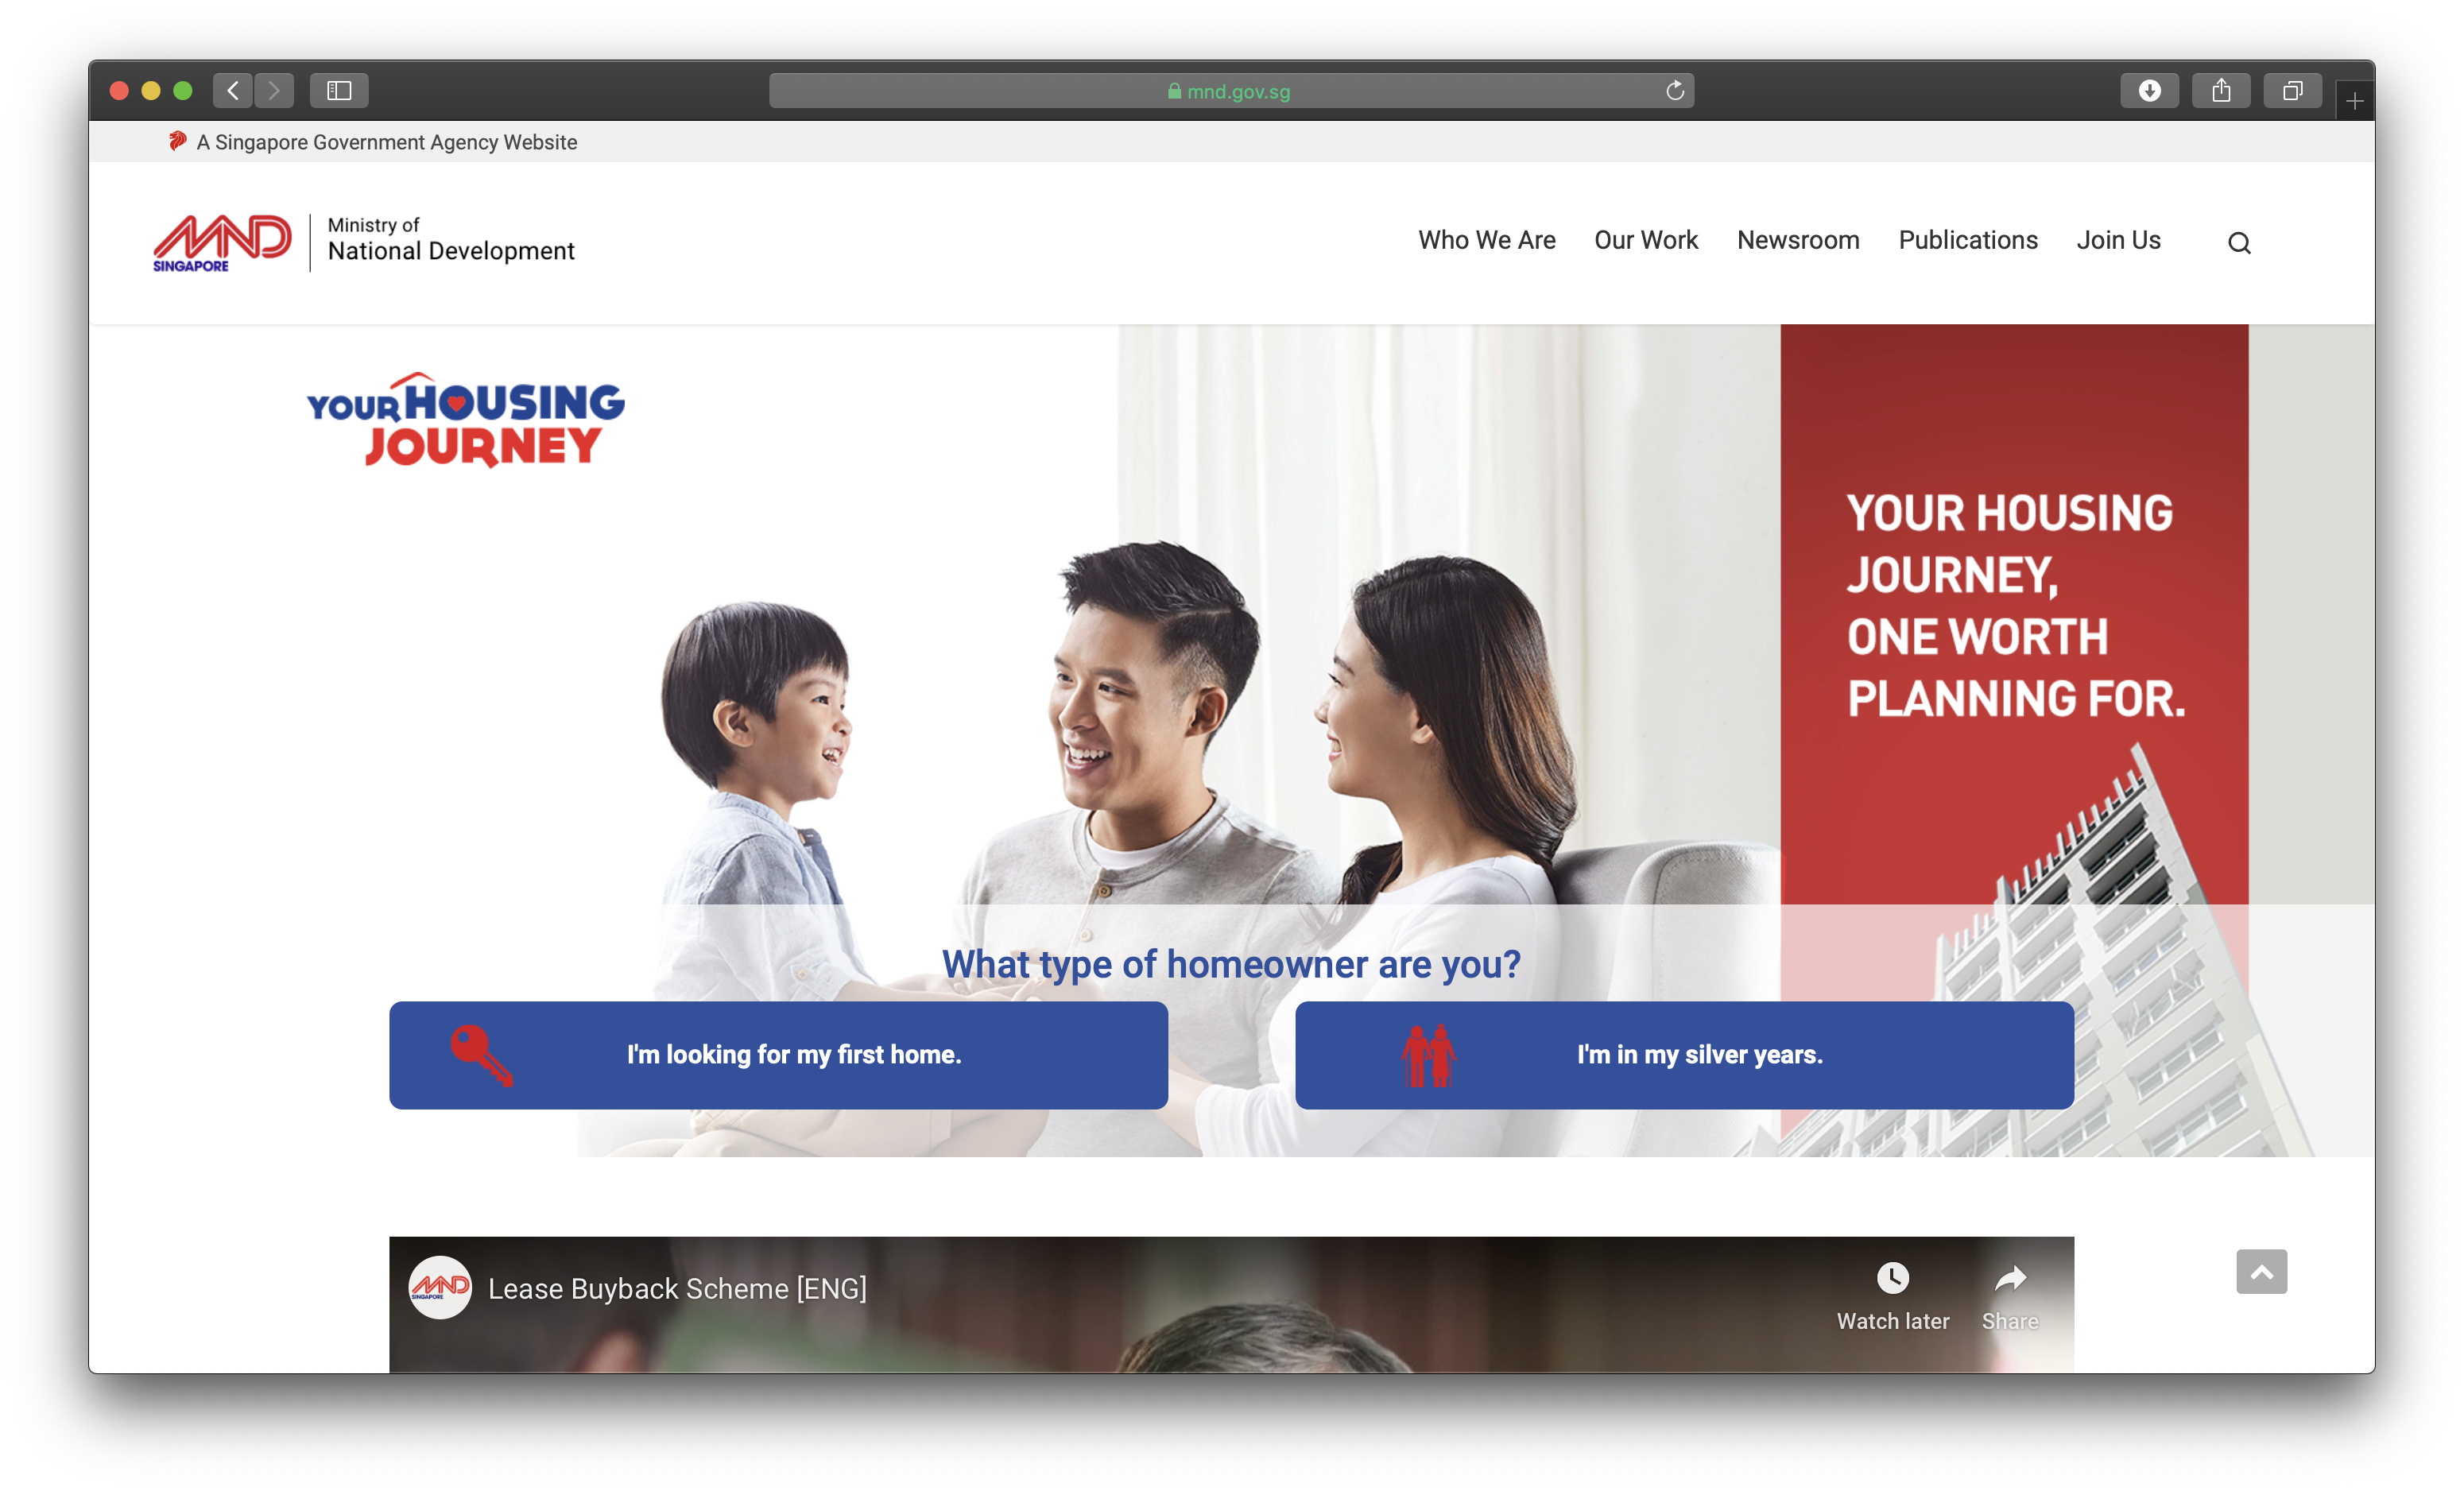 mnd.gov.sg
A Singapore Government Agency Website
MND
SINGAPORE
Ministry of
National Development
Who We Are
Our Work
Newsroom
Publications
Join Us
YOUR HOUSING
JOURNEY
YOUR HOUSING
JOURNEY,
ONE WORTH
PLANNING FOR.
What type of homeowner are you?
I'm looking for my first home.
I'm in my silver years.
MND
SINGAPORE
Lease Buyback Scheme [ENG]
Watch later
Share